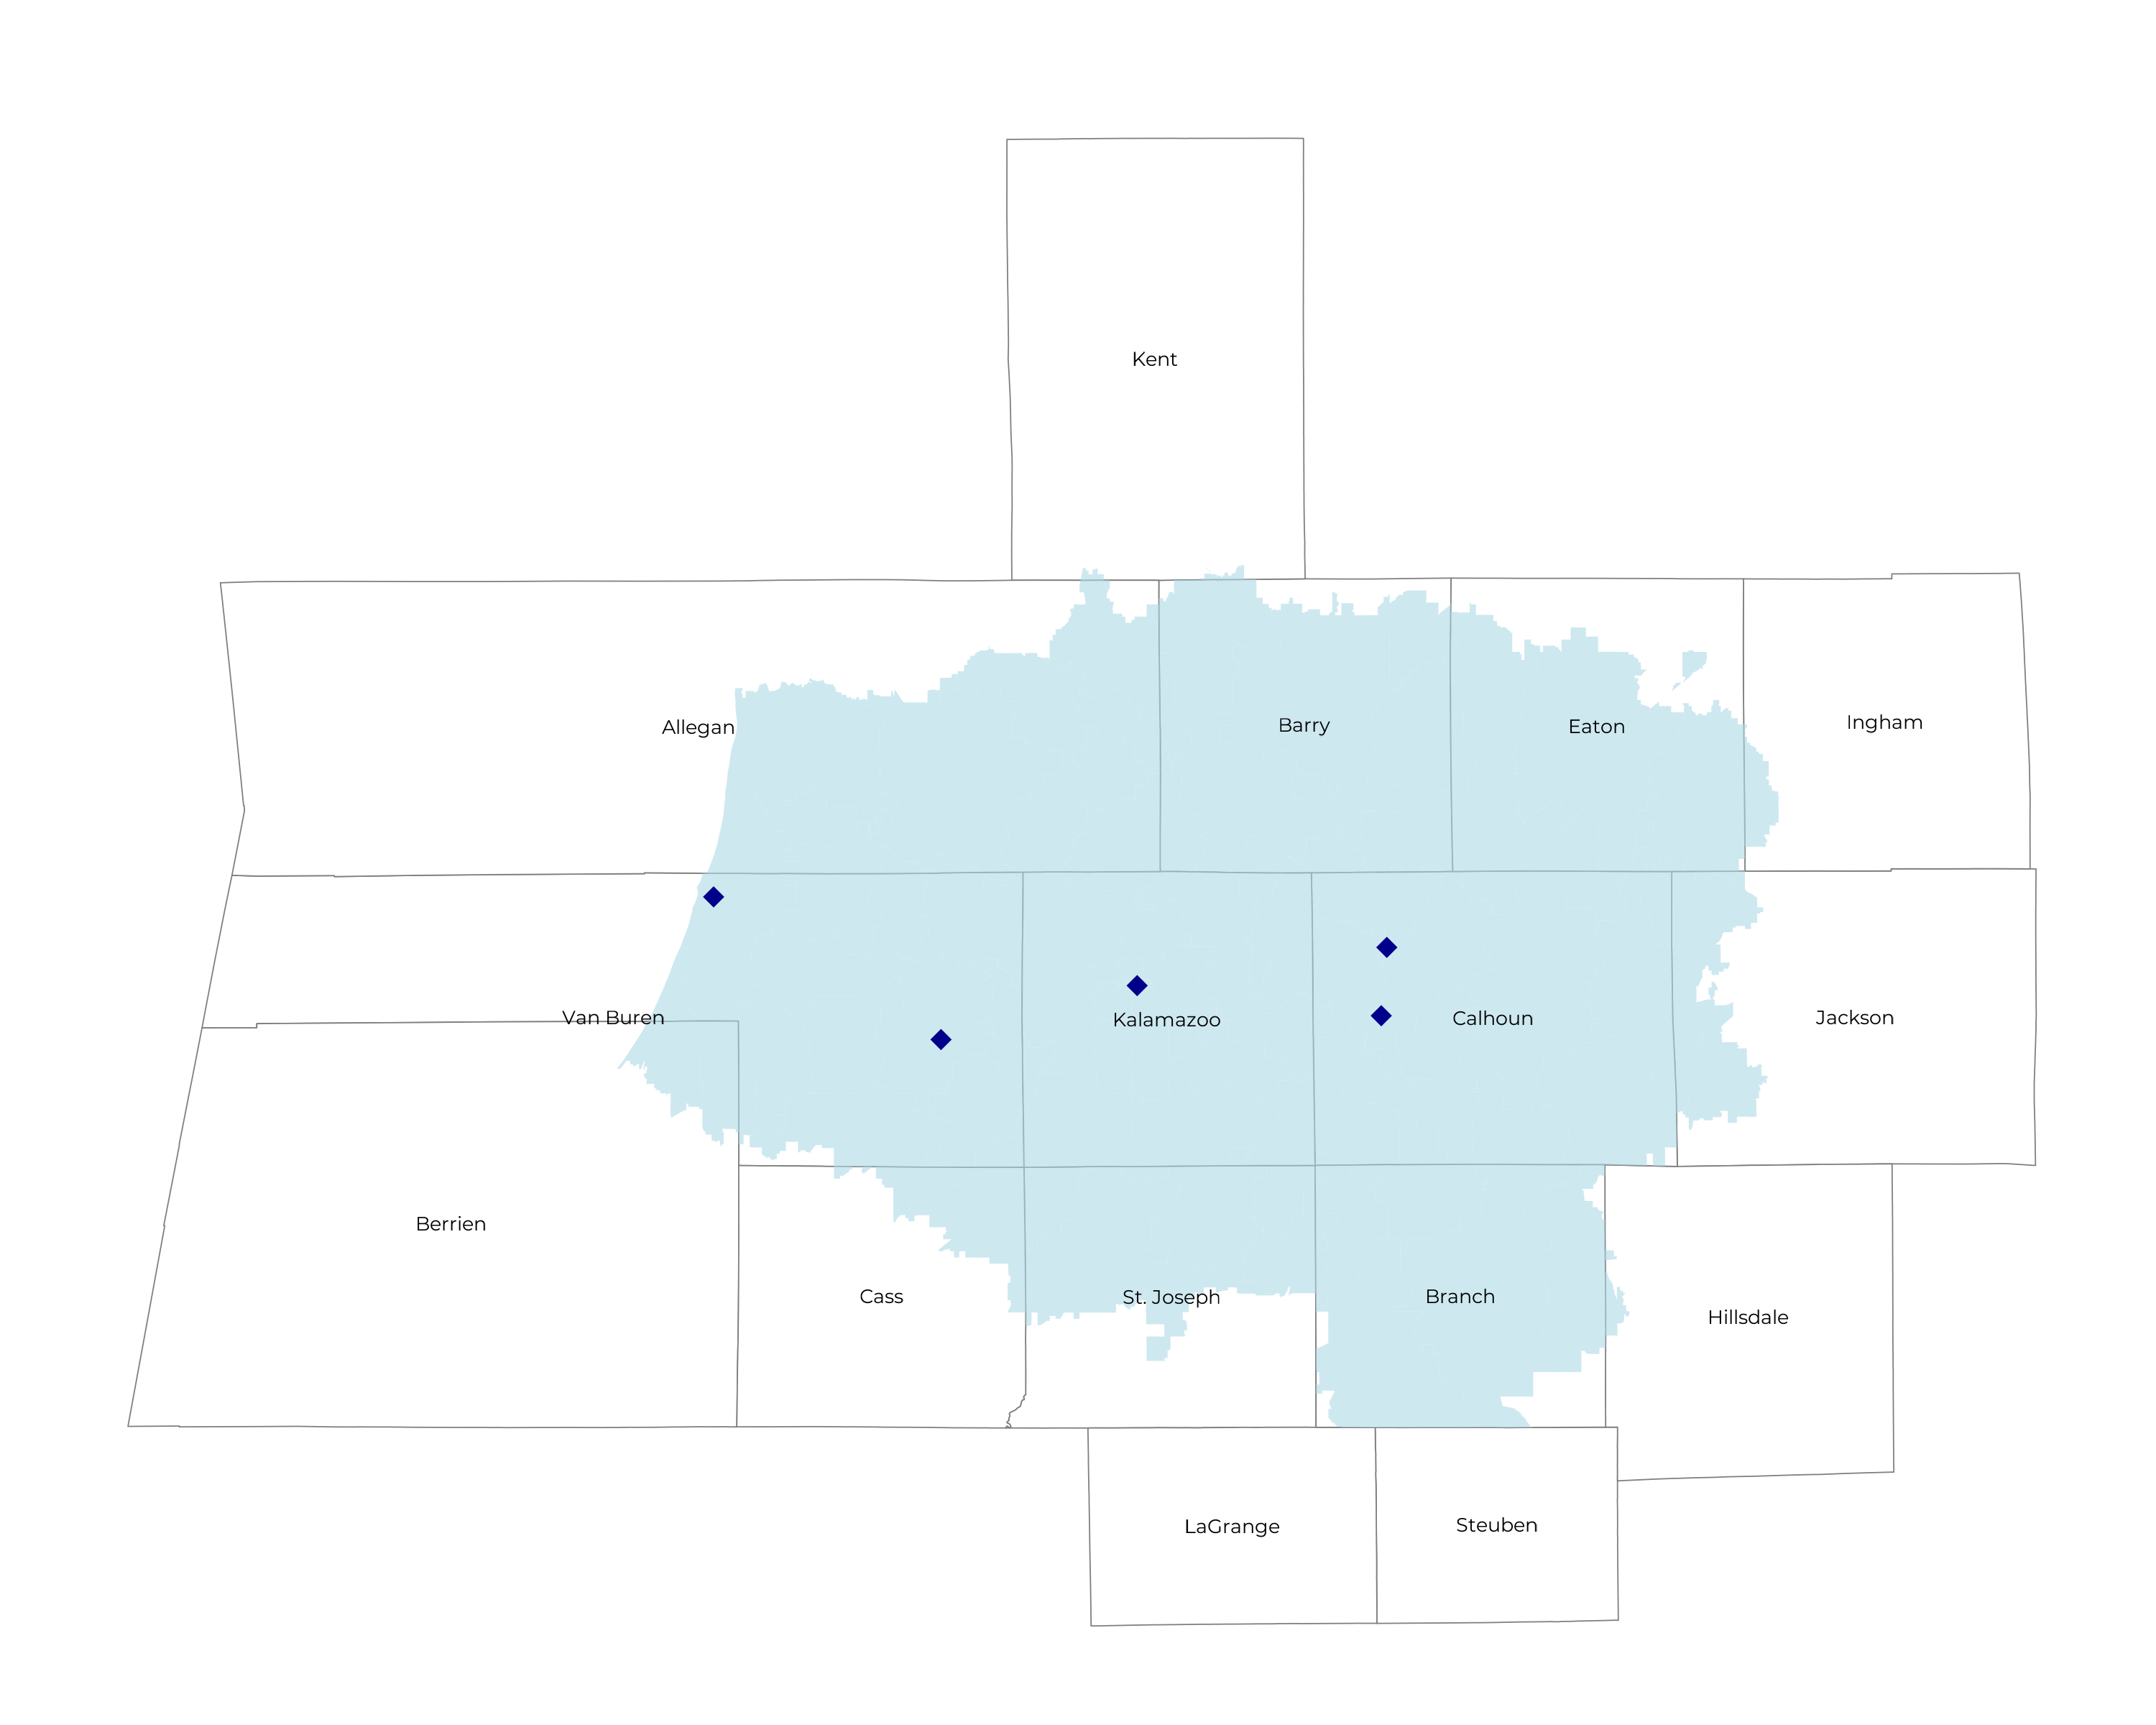 Kent
Allegan
Barry
Eaton
Ingham
Van Buren
Kalamazoo
Calhoun
Jackson
Berrien
Cass
St. Joseph
Branch
Hillsdale
LaGrange
Steuben